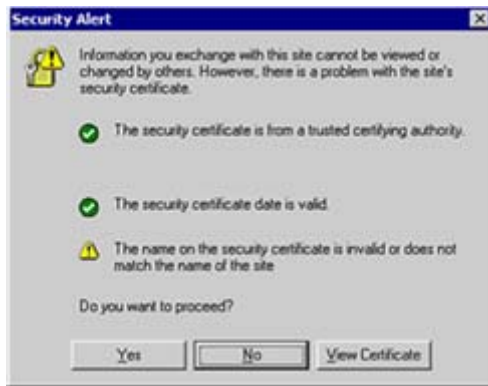 Security Alert
Information you exchange with this site cannot be viewed or
changed by others. However, there is a problem with the site's
security certificate.
The security certificate is from a trusted certifying authority.
The security certificate date is valid.
The name on the security certificate is invalid or does not
match the name of the site
Do you want to proceed?
Yes
No
View Certificate